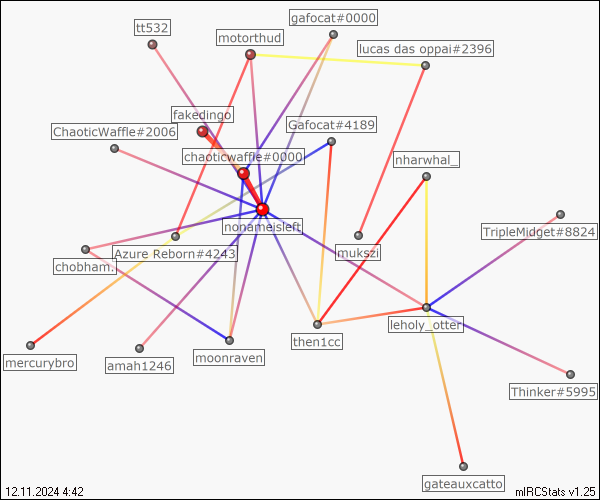 gafocat#0000
tt532
motorthud
lucas das oppai#2396
fakedingo
Gafocat#4189
ChaoticWaffle#2006
chaoticwaffle#0000
nharwhal_
nonameisleft
TripleMidget#8824
Azure Reborn#4243
mukszi
chobham.
leholy_otter
then1cc
moonraven
mercurybro
amah1246
Thinker#5995
gateauxcatto
12.11.2024 4:42
mIRCStats v1.25